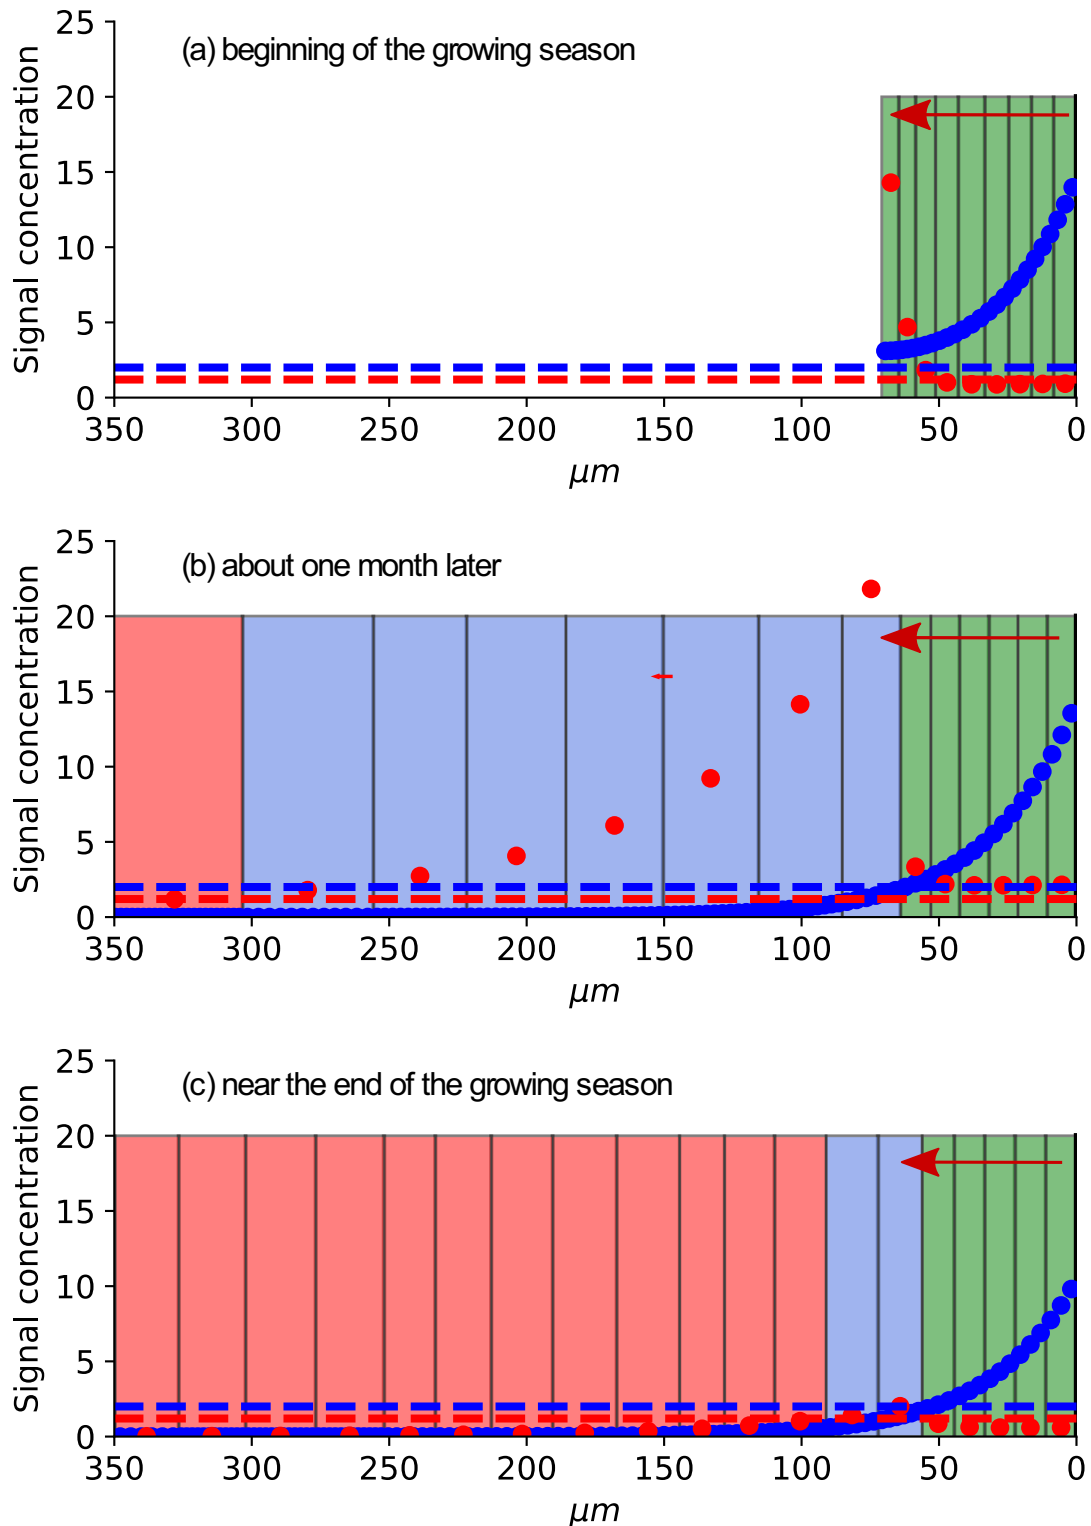 (a) beginning of the growing season
Signal concentration
25
20
15
10
5
0
350 300 250 200 150 100 50 0
μm
(b) about one month later
Signal concentration
25
20
15
10
5
0
350 300 250 200 150 100 50 0
μm
(c) near the end of the growing season
Signal concentration
25
20
15
10
5
0
350 300 250 200 150 100 50 0
μm